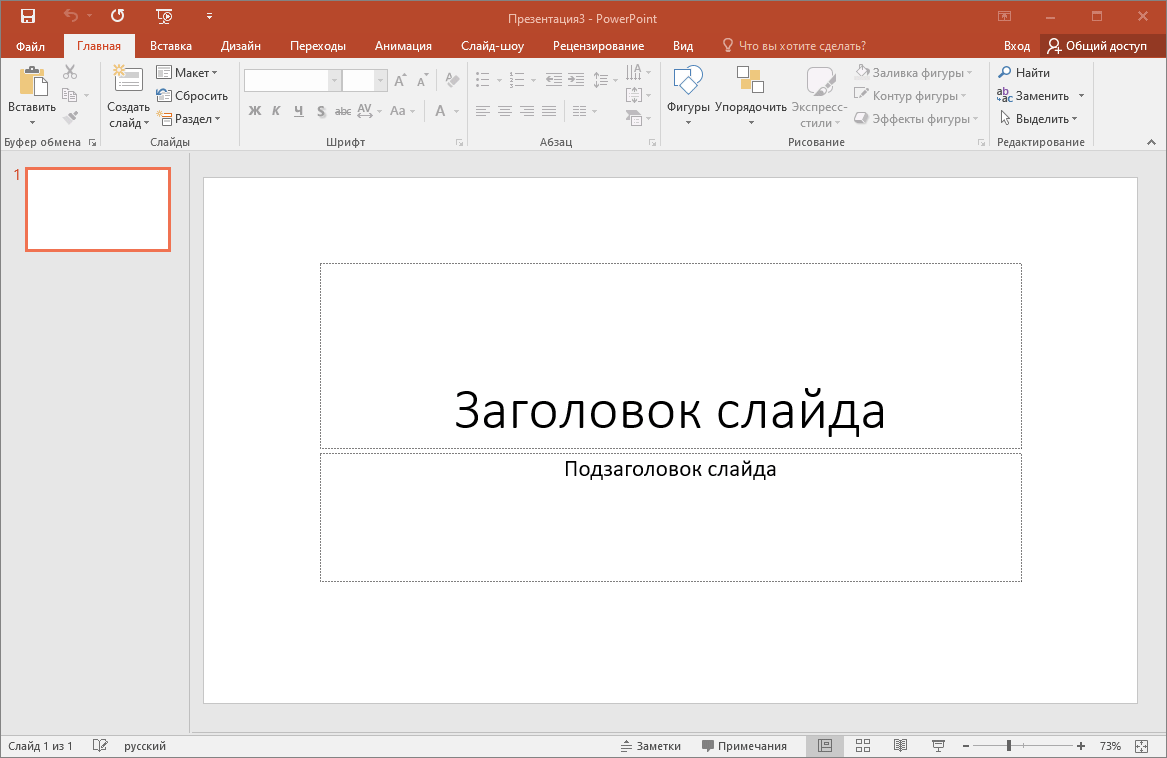 Презентация3 - PowerPoint
Файл Главная Вставка Дизайн Переходы Анимация Слайд-шоу Рецензирование Вид Что вы хотите сделать? Вход Общий доступ
Вставить
Буфер обмена
Создать слайд
Макет
Сбросить
Раздел
Слайды
Ж К Ч S abc AV Aa A
Шрифт
Абзац
Фигуры
Упорядочить
Экспресс-стили
Заливка фигуры
Контур фигуры
Эффекты фигуры
Рисование
Найти
Заменить
Выделить
Редактирование
1
Заголовок слайда
Подзаголовок слайда
Слайд 1 из 1 русский Заметки Примечания 73%